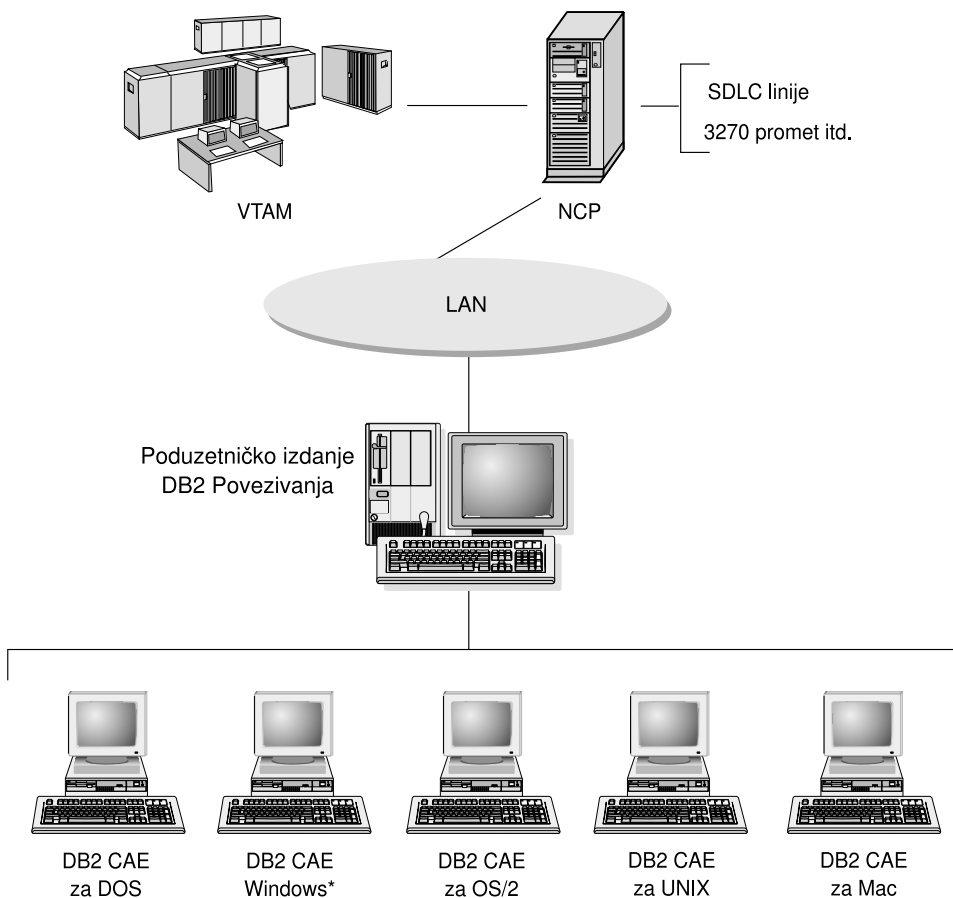 SDLC linije
3270 promet itd.
VTAM
NCP
LAN
Poduzetničko izdanje
DB2 Povezivanja
DB2 CAE
za DOS
DB2 CAE
Windows*
DB2 CAE
za OS/2
DB2 CAE
za UNIX
DB2 CAE
za Mac